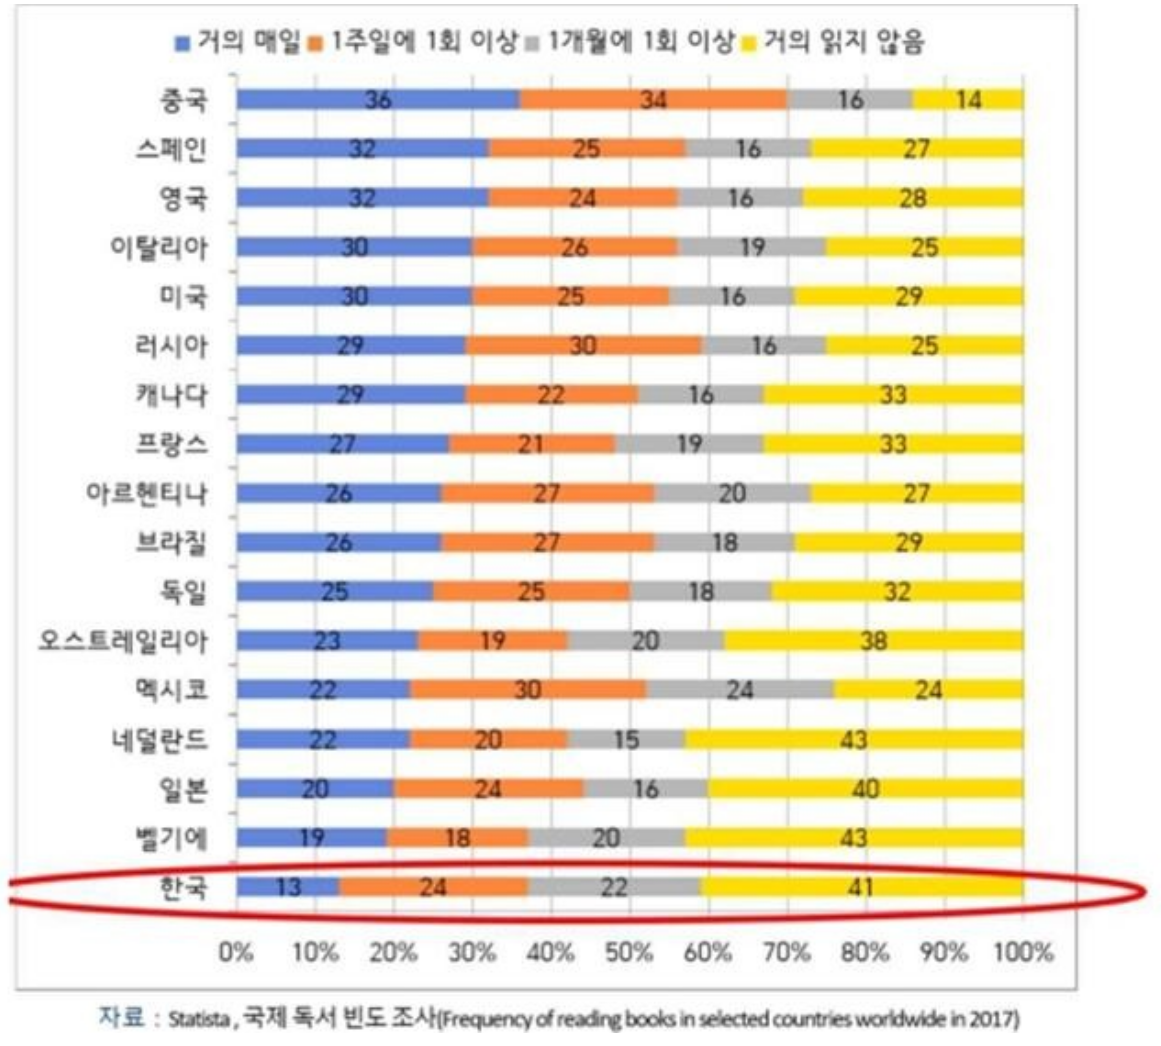 거의 매일 1주일에 1회 이상 1개월에 1회 이상 거의 읽지 않음
중국 36 34 16 14
스페인 32 25 16 27
영국 32 24 16 28
이탈리아 30 26 19 25
미국 30 25 16 29
러시아 29 30 16 25
캐나다 29 22 16 33
프랑스 27 21 19 33
아르헨티나 26 27 20 27
브라질 26 27 18 29
독일 25 25 18 32
오스트레일리아 23 19 20 38
멕시코 22 30 24 24
네덜란드 22 20 15 43
일본 20 24 16 40
벨기에 19 18 20 43
한국 13 24 22 41
0% 10% 20% 30% 40% 50% 60% 70% 80% 90% 100%
자료 : Statista , 국제 독서 빈도 조사(Frequency of reading books in selected countries worldwide in 2017)